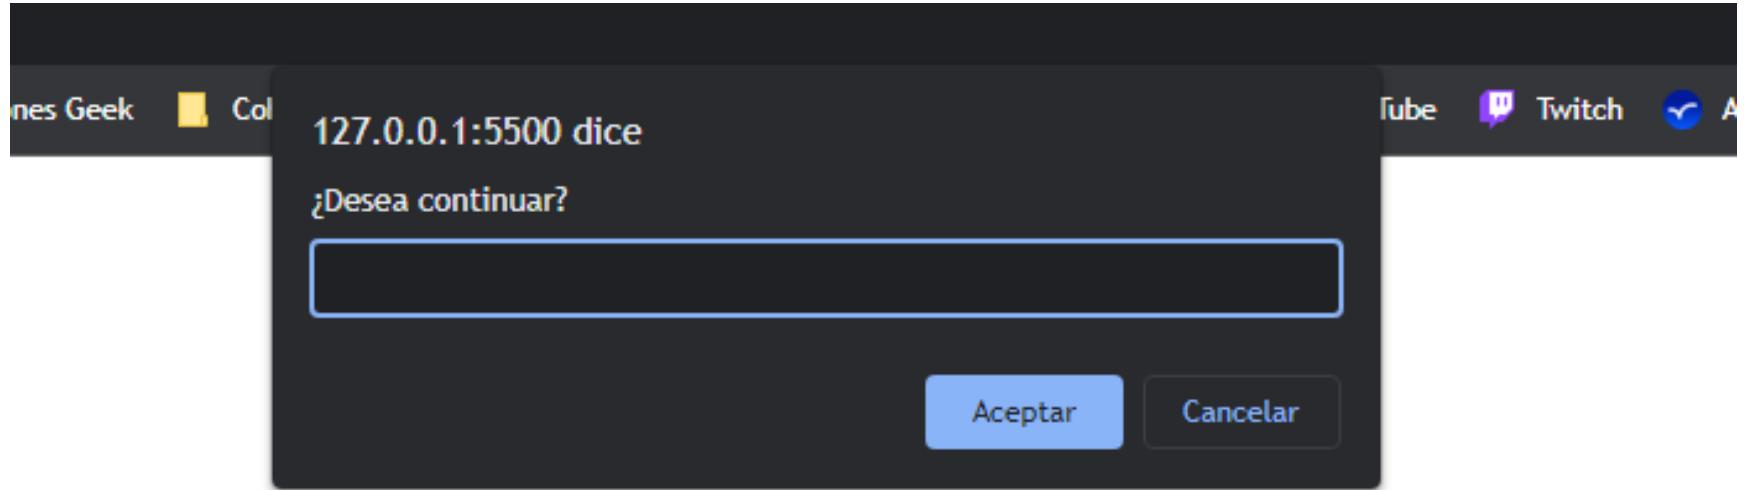 nes Geek
Col
Tube
Twitch
A
127.0.0.1:5500 dice
¿Desea continuar?
Aceptar
Cancelar